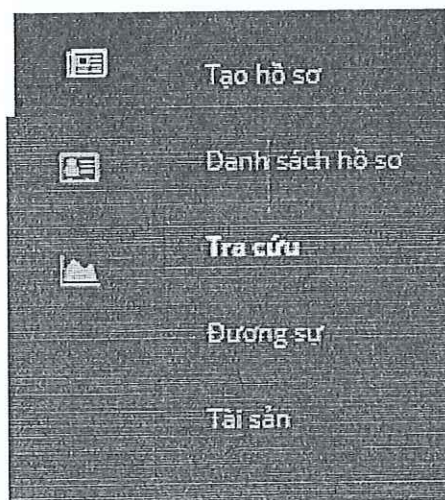 Tạo hồ sơ
Danh sách hồ sơ
Tra cứu
Đương sự
Tài sản